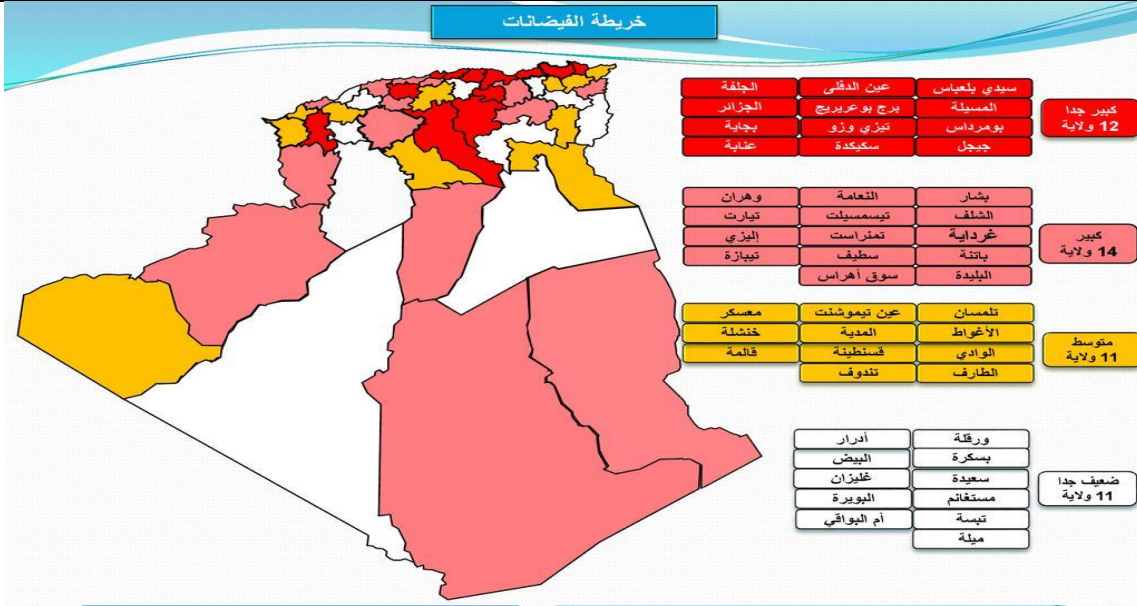 خريطة الفيضانات
كبير جدا
12 ولاية
سيدي بلعباس عين الدفلى الجلفة
المسيلة برج بوعريريج الجزائر
بومرداس تيزي وزو بجاية
جيجل سكيكدة عنابة
كبير
14 ولاية
بشار النعامة وهران
الشلف تيسمسيلت تيارت
غرداية تمنراست إليزي
باتنة سطيف تيبازة
البليدة سوق أهراس
متوسط
11 ولاية
تلمسان عين تيموشنت معسكر
الأغواط المدية خنشلة
الوادي قسنطينة قالمة
الطارف تندوف
ضعيف جدا
11 ولاية
ورقلة أدرار
بسكرة البيض
سعيدة غليزان
مستغانم البويرة
تبسة أم البواقي
ميلة